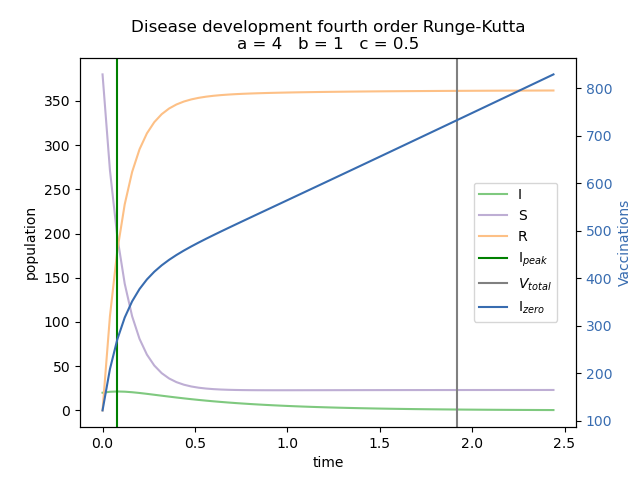 Disease development fourth order Runge-Kutta
a = 4   b = 1   c = 0.5
population
350
300
250
200
150
100
50
0
0.0
0.5
1.0
1.5
2.0
2.5
time
800
700
600
500
400
300
200
100
Vaccinations
I
S
R
I_peak
V_total
I_zero